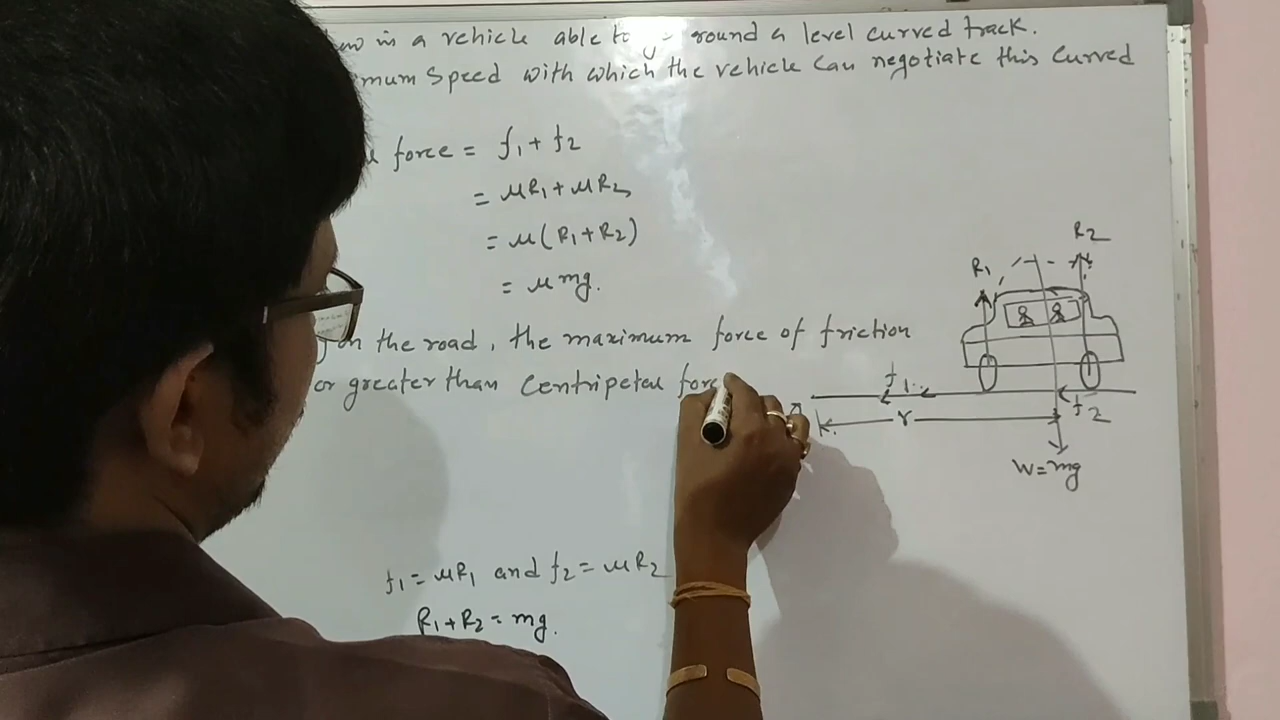 in a vehicle able to go round a level curved track.
mum speed with which the vehicle can negotiate this curved
force = f1 + f2
= μR1 + μR2
= μ(R1 + R2)
= μmg.
on the road, the maximum force of friction
or greater than centripetal forc
f1 = μR1 and f2 = μR2
R1 + R2 = mg.
R2
R1
f1
f2
r
W = mg